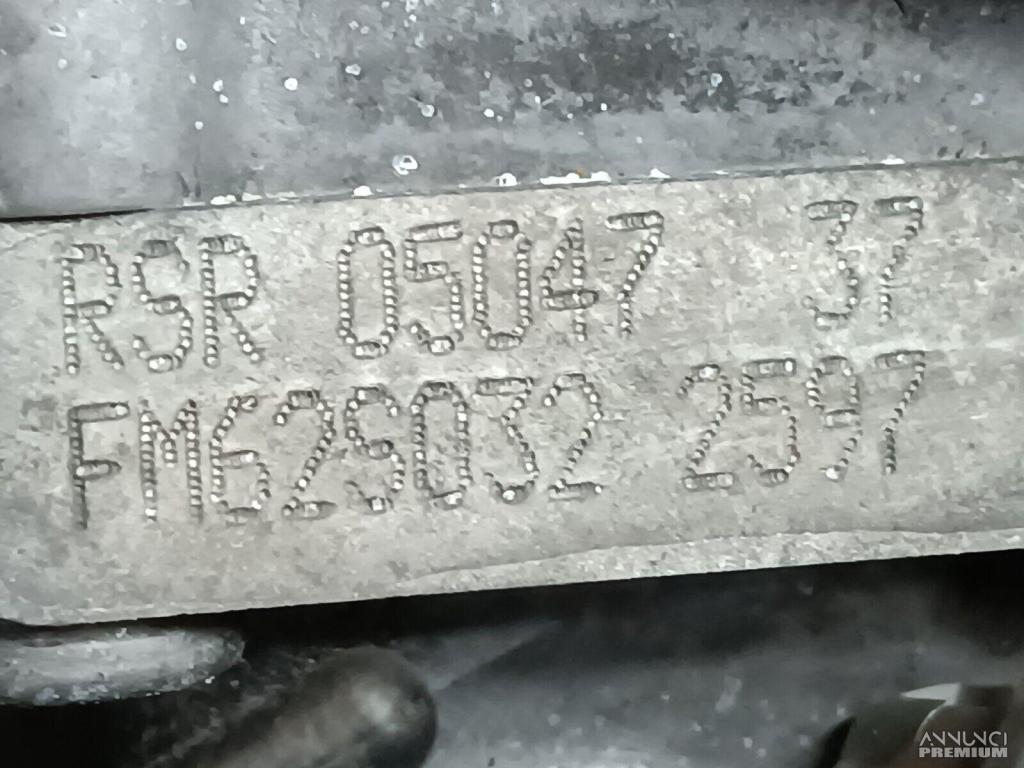 RSR 05047 37
FM62S032 2597
ANNUNCI
PREMIUM